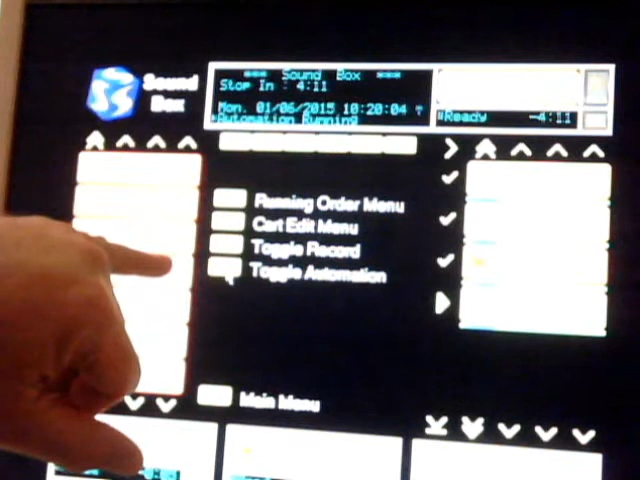 Sound
Box
*** Sound Box ***
Stop In : 4:11
Mon. 01/06/2015 10:20:04
Automation Running
Ready -4:11
Running Order Menu
Cart Edit Menu
Toggle Record
Toggle Automation
Main Menu